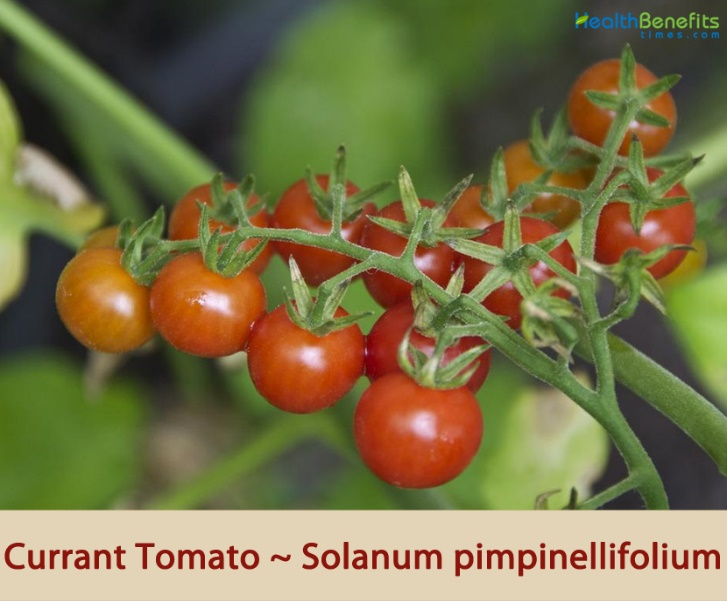 HealthBenefits
times.com
Currant Tomato ~ Solanum pimpinellifolium